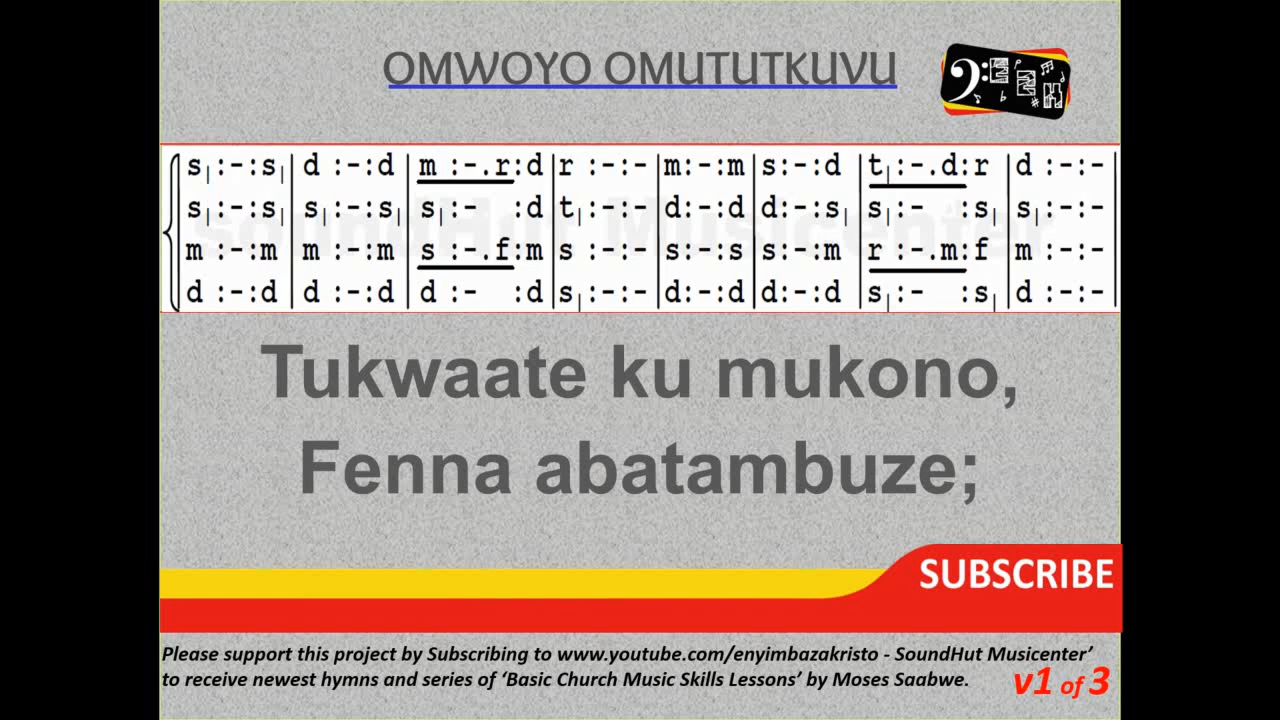 OMWOYO OMUTUTKUVU
s̩:-:s̩| d :-:d | m :-.r:d| r :-:- | m:-:m | s:-:d | t̩:-.d:r | d :-:- |
s̩:-:s̩| s̩:-:s̩| s̩:- :d| t̩:-:- | d:-:d | d:-:s̩| s̩:- :s̩| s̩:-:- |
m :-:m | m :-:m | s :-.f:m| s :-:- | s:-:s | s:-:m | r :-.m:f | m :-:- |
d :-:d | d :-:d | d :- :d| s̩:-:- | d:-:d | d:-:d | s̩:- :s̩| d :-:- |
soundHut Musicenter
Tukwaate ku mukono,
Fenna abatambuze;
SUBSCRIBE
Please support this project by Subscribing to www.youtube.com/enyimbazakristo - SoundHut Musicenter’
to receive newest hymns and series of ‘Basic Church Music Skills Lessons’ by Moses Saabwe.
v1 of 3